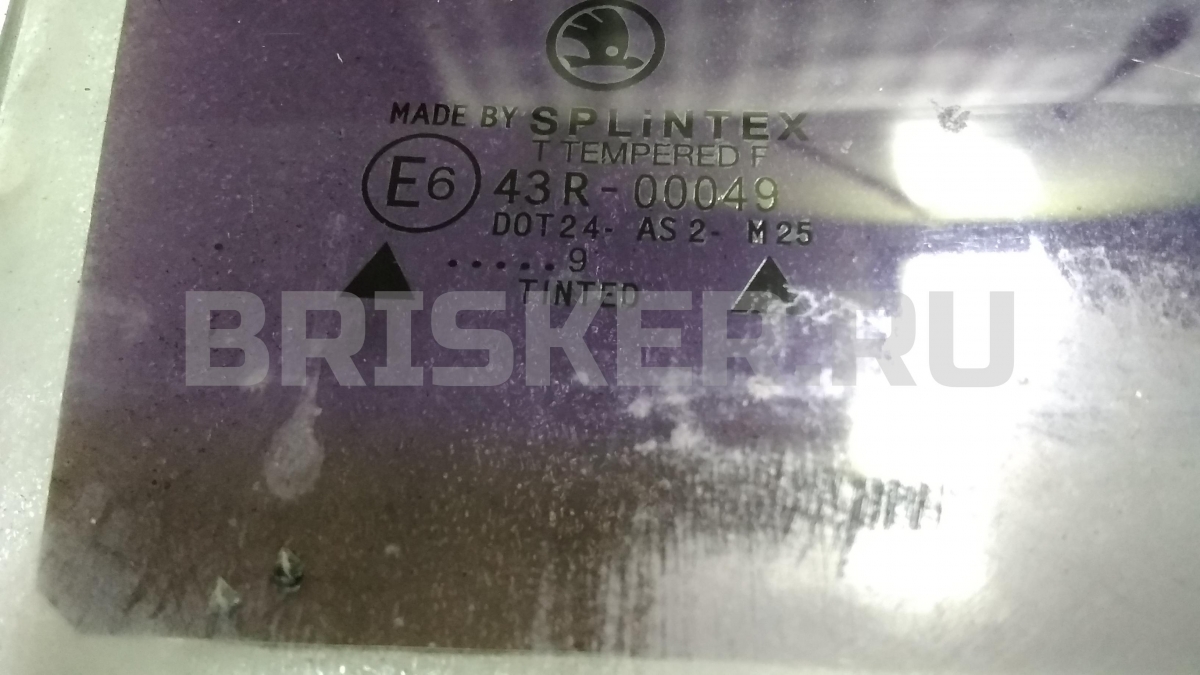 MADE BY SPLiNTEX
T TEMPERED F
E6 43R-00049
DOT24- AS2- M25
.....9
TINTED
BRISKER.RU